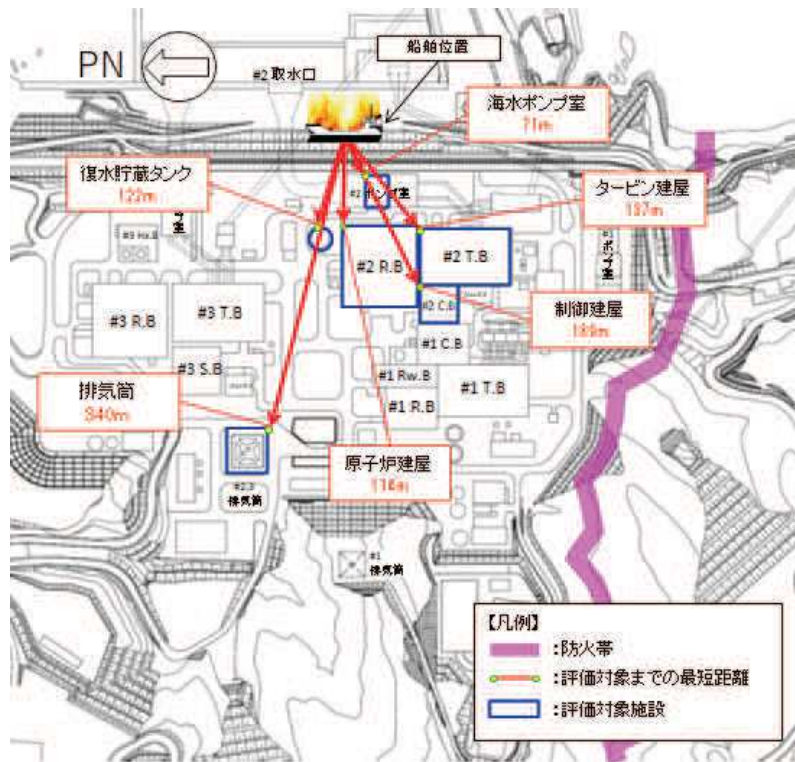 船舶位置
PN
#2 取水口
海水ポンプ室
71m
復水貯蔵タンク
122m
タービン建屋
137m
#3 Hx.B
#2 R.B
#2 T.B
#2 C.B
制御建屋
189m
#3 R.B
#3 T.B
#1 C.B
#3 S.B
#1 Rw.B
#1 T.B
#1 R.B
排気筒
340m
原子炉建屋
116m
#2,3
排気筒
#1
排気筒
【凡例】
:防火帯
:評価対象までの最短距離
:評価対象施設